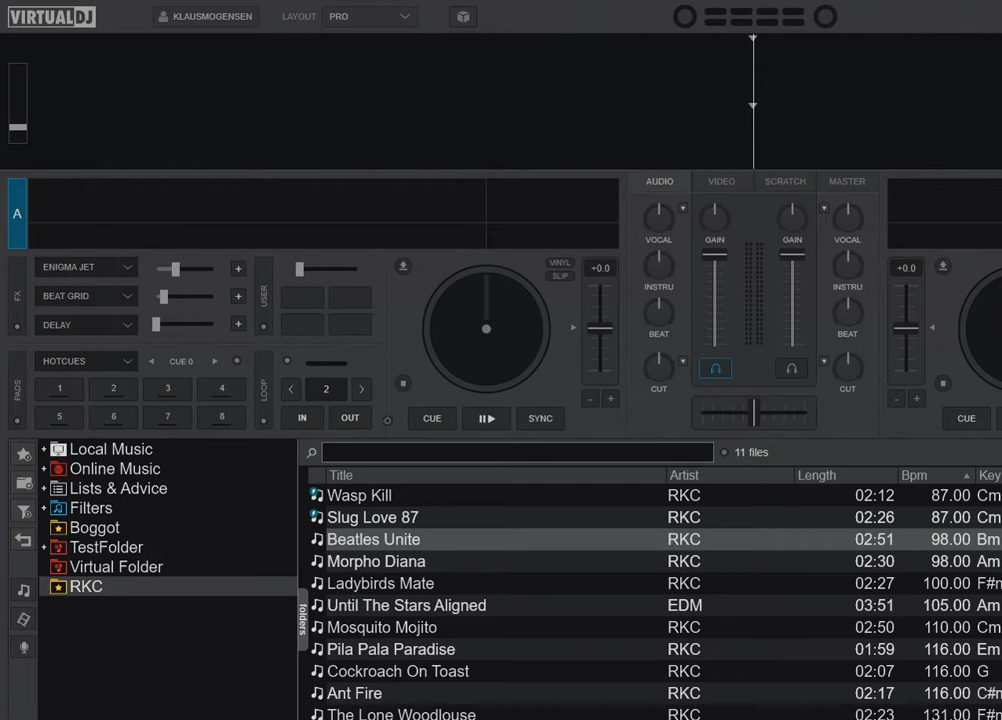 VIRTUALDJ KLAUSMOGENSEN LAYOUT PRO
AUDIO VIDEO SCRATCH MASTER
A
VOCAL GAIN GAIN VOCAL
FX ENIGMA JET + USER VINYL SLIP +0.0 +0.0
BEAT GRID + INSTRU INSTRU
DELAY + BEAT BEAT
PADS HOTCUES CUE 0 LOOP
1 2 3 4 2 CUT CUT
- + - +
5 6 7 8 IN OUT CUE SYNC CUE
+ Local Music
+ Online Music
+ Lists & Advice
+ Filters
Boggot
+ TestFolder
Virtual Folder
RKC
folders
11 files
Title Artist Length Bpm Key
Wasp Kill RKC 02:12 87.00 Cm
Slug Love 87 RKC 02:26 87.00 Cm
Beatles Unite RKC 02:51 98.00 Bm
Morpho Diana RKC 02:30 98.00 Am
Ladybirds Mate RKC 02:27 100.00 F#n
Until The Stars Aligned EDM 03:51 105.00 Am
Mosquito Mojito RKC 02:50 110.00 Cm
Pila Pala Paradise RKC 01:59 116.00 Em
Cockroach On Toast RKC 02:07 116.00 G
Ant Fire RKC 02:17 116.00 C#n
The Lone Woodlouse RKC 02:23 131.00